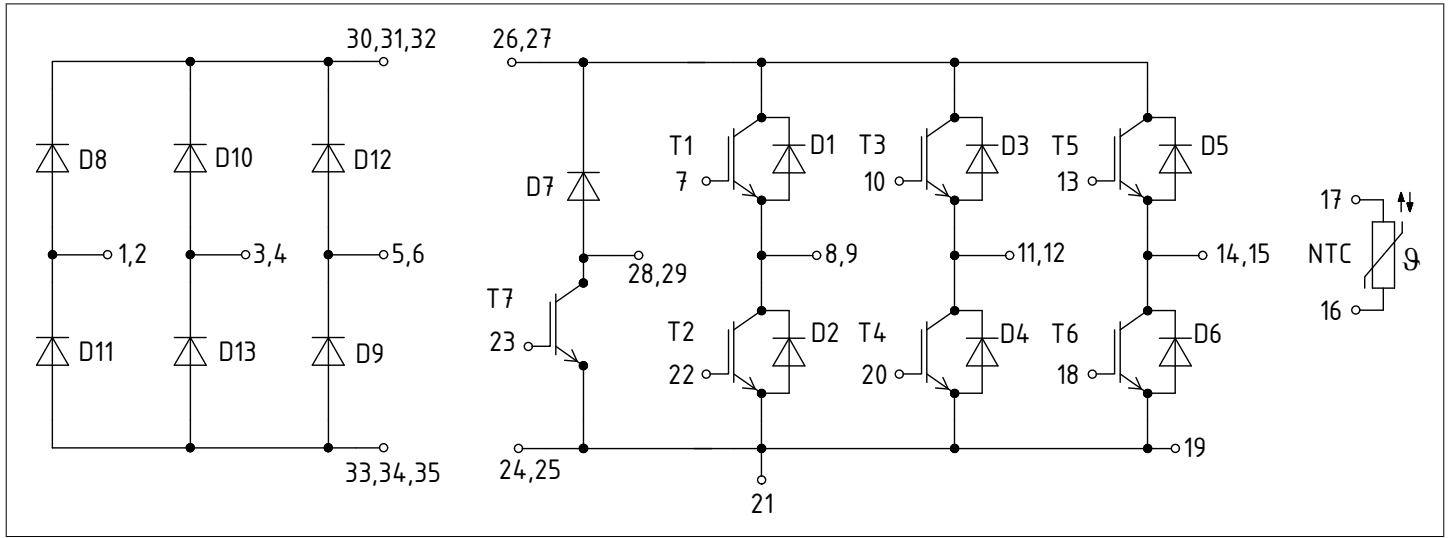 30,31,32
26,27
D8
D10
D12
D7
T1
7
D1
T3
10
D3
T5
13
D5
17
NTC
ϑ
16
1,2
3,4
5,6
28,29
8,9
11,12
14,15
D11
D13
D9
T7
23
T2
22
D2
T4
20
D4
T6
18
D6
33,34,35
24,25
21
19